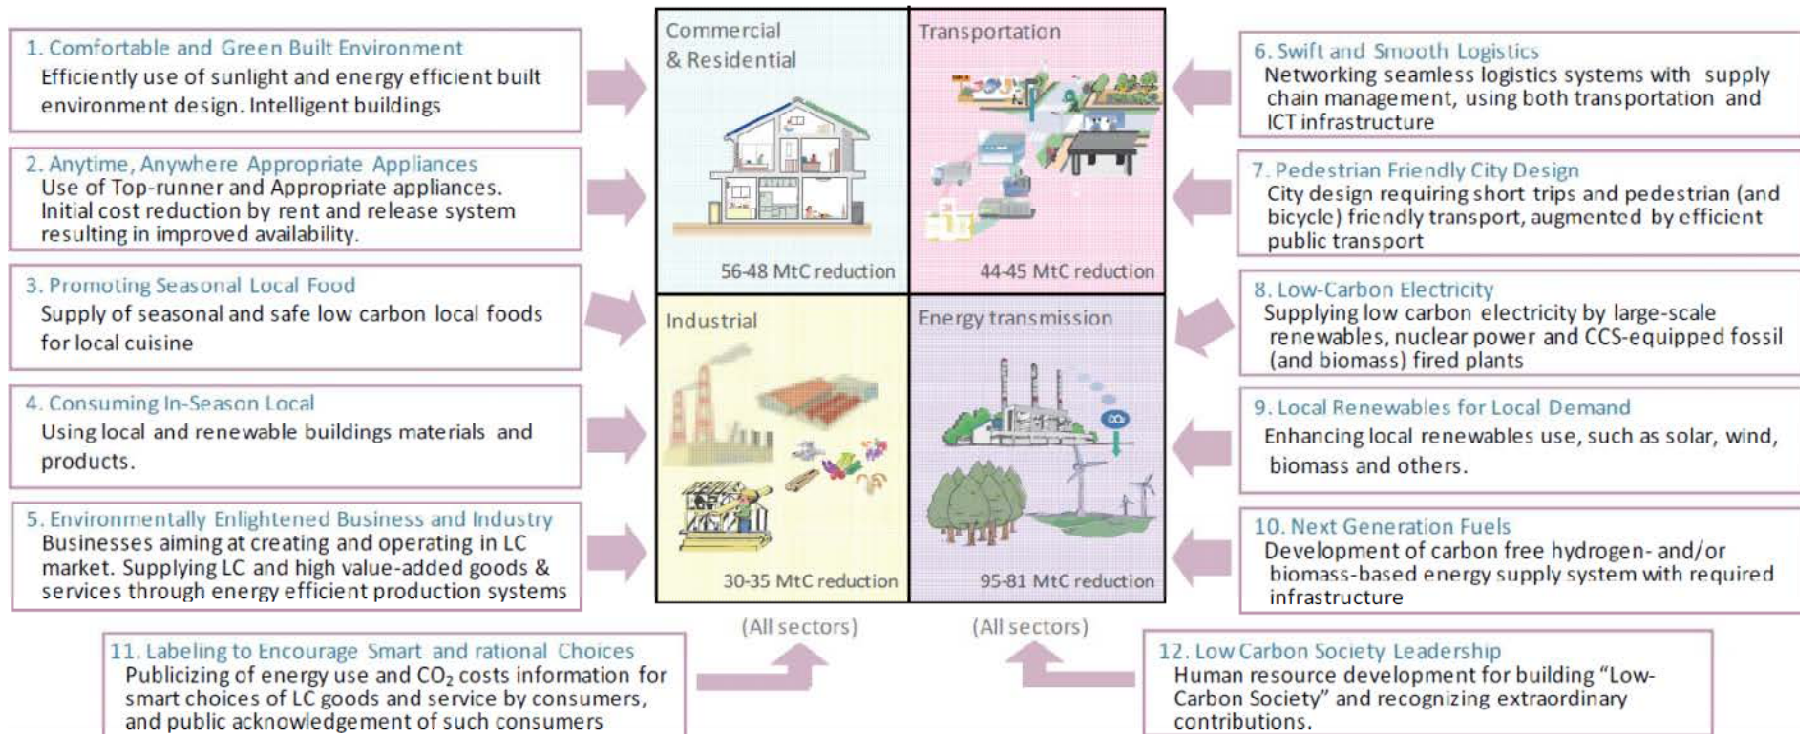 1. Comfortable and Green Built Environment
Efficiently use of sunlight and energy efficient built
environment design. Intelligent buildings
2. Anytime, Anywhere Appropriate Appliances
Use of Top-runner and Appropriate appliances.
Initial cost reduction by rent and release system
resulting in improved availability.
3. Promoting Seasonal Local Food
Supply of seasonal and safe low carbon local foods
for local cuisine
4. Consuming In-Season Local
Using local and renewable buildings materials and
products.
5. Environmentally Enlightened Business and Industry
Businesses aiming at creating and operating in LC
market. Supplying LC and high value-added goods &
services through energy efficient production systems
Commercial
& Residential
56-48 MtC reduction
Transportation
44-45 MtC reduction
Industrial
30-35 MtC reduction
Energy transmission
CO₂
95-81 MtC reduction
6. Swift and Smooth Logistics
Networking seamless logistics systems with supply
chain management, using both transportation and
ICT infrastructure
7. Pedestrian Friendly City Design
City design requiring short trips and pedestrian (and
bicycle) friendly transport, augmented by efficient
public transport
8. Low-Carbon Electricity
Supplying low carbon electricity by large-scale
renewables, nuclear power and CCS-equipped fossil
(and biomass) fired plants
9. Local Renewables for Local Demand
Enhancing local renewables use, such as solar, wind,
biomass and others.
10. Next Generation Fuels
Development of carbon free hydrogen- and/or
biomass-based energy supply system with required
infrastructure
(All sectors)
(All sectors)
11. Labeling to Encourage Smart and rational Choices
Publicizing of energy use and CO₂ costs information for
smart choices of LC goods and service by consumers,
and public acknowledgement of such consumers
12. Low Carbon Society Leadership
Human resource development for building "Low-
Carbon Society" and recognizing extraordinary
contributions.